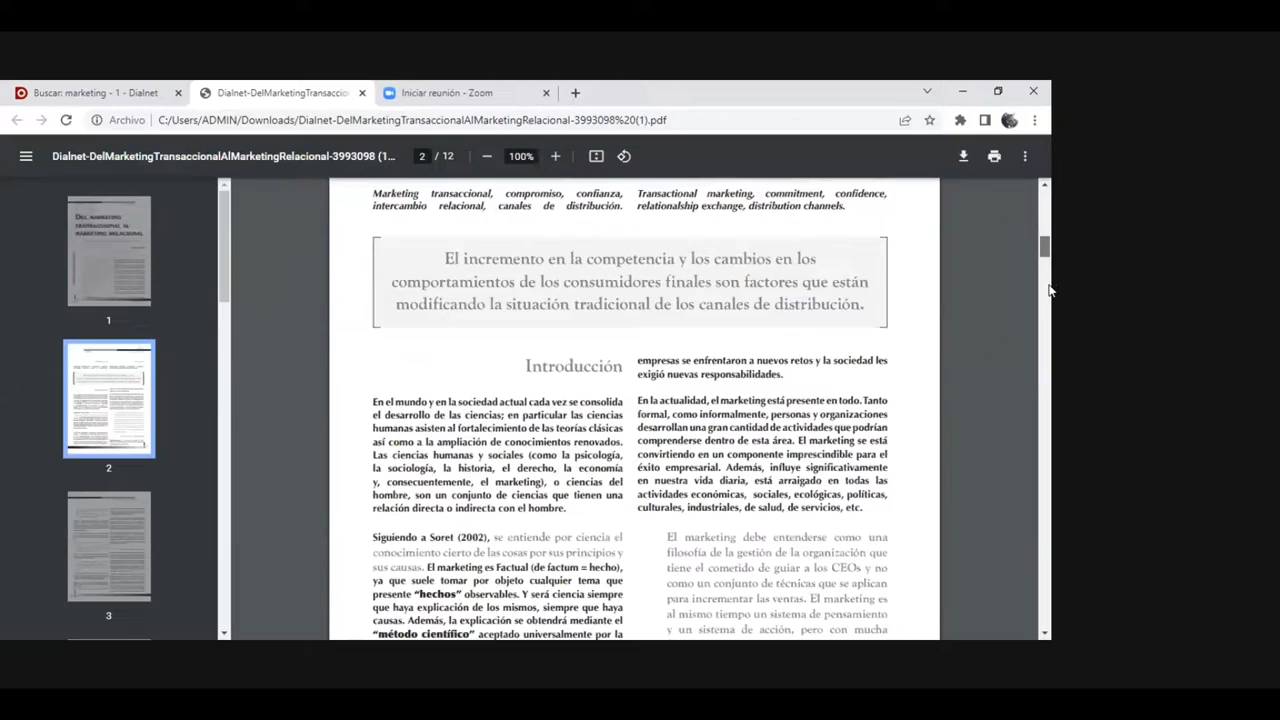 Buscar: marketing - 1 - Dialnet
Dialnet-DelMarketingTransaccio
Iniciar reunión - Zoom
Archivo
C:/Users/ADMIN/Downloads/Dialnet-DelMarketingTransaccionalAlMarketingRelacional-3993098%20(1).pdf
Dialnet-DelMarketingTransaccionalAlMarketingRelacional-3993098 (1...
2 / 12
100%
DEL MARKETING
TRANSACCIONAL AL
MARKETING RELACIONAL
1
2
3
Marketing transaccional, compromiso, confianza,
intercambio relacional, canales de distribución.
Transactional marketing, commitment, confidence,
relationalship exchange, distribution channels.
El incremento en la competencia y los cambios en los
comportamientos de los consumidores finales son factores que están
modificando la situación tradicional de los canales de distribución.
Introducción
En el mundo y en la sociedad actual cada vez se consolida
el desarrollo de las ciencias; en particular las ciencias
humanas asisten al fortalecimiento de las teorías clásicas
así como a la ampliación de conocimientos renovados.
Las ciencias humanas y sociales (como la psicología,
la sociología, la historia, el derecho, la economía
y, consecuentemente, el marketing), o ciencias del
hombre, son un conjunto de ciencias que tienen una
relación directa o indirecta con el hombre.
Siguiendo a Soret (2002), se entiende por ciencia el
conocimiento cierto de las cosas por sus principios y
sus causas. El marketing es Factual (de factum = hecho),
ya que suele tomar por objeto cualquier tema que
presente “hechos” observables. Y será ciencia siempre
que haya explicación de los mismos, siempre que haya
causas. Además, la explicación se obtendrá mediante el
“método científico” aceptado universalmente por la
empresas se enfrentaron a nuevos retos y la sociedad les
exigió nuevas responsabilidades.
En la actualidad, el marketing está presente en todo. Tanto
formal, como informalmente, personas y organizaciones
desarrollan una gran cantidad de actividades que podrían
comprenderse dentro de esta área. El marketing se está
convirtiendo en un componente imprescindible para el
éxito empresarial. Además, influye significativamente
en nuestra vida diaria, está arraigado en todas las
actividades económicas, sociales, ecológicas, políticas,
culturales, industriales, de salud, de servicios, etc.
El marketing debe entenderse como una
filosofía de la gestión de la organización que
tiene el cometido de guiar a los CEOs y no
como un conjunto de técnicas que se aplican
para incrementar las ventas. El marketing es
al mismo tiempo un sistema de pensamiento
y un sistema de acción, pero con mucha